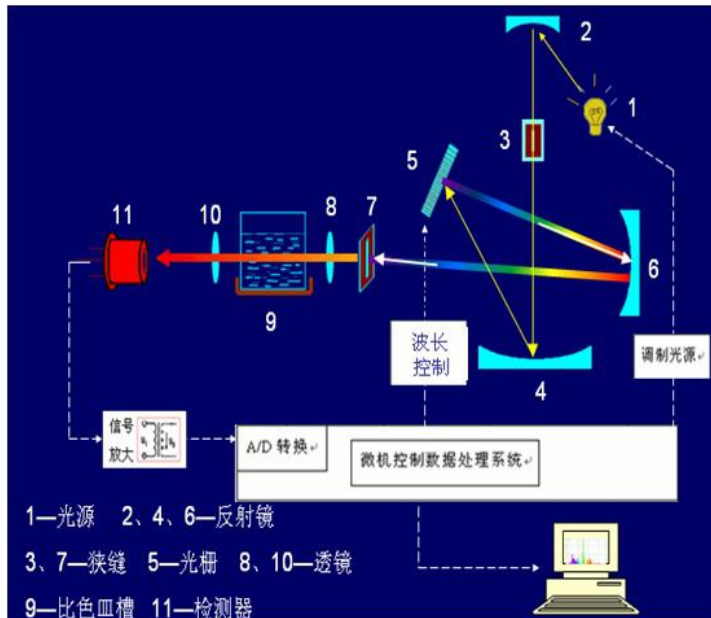 2
1
3
5
11
10
8
7
6
9
波长
控制
4
调制光源
信号
放大
A/D 转换
微机控制数据处理系统
1—光源 2、4、6—反射镜
3、7—狭缝 5—光栅 8、10—透镜
9—比色皿槽 11—检测器